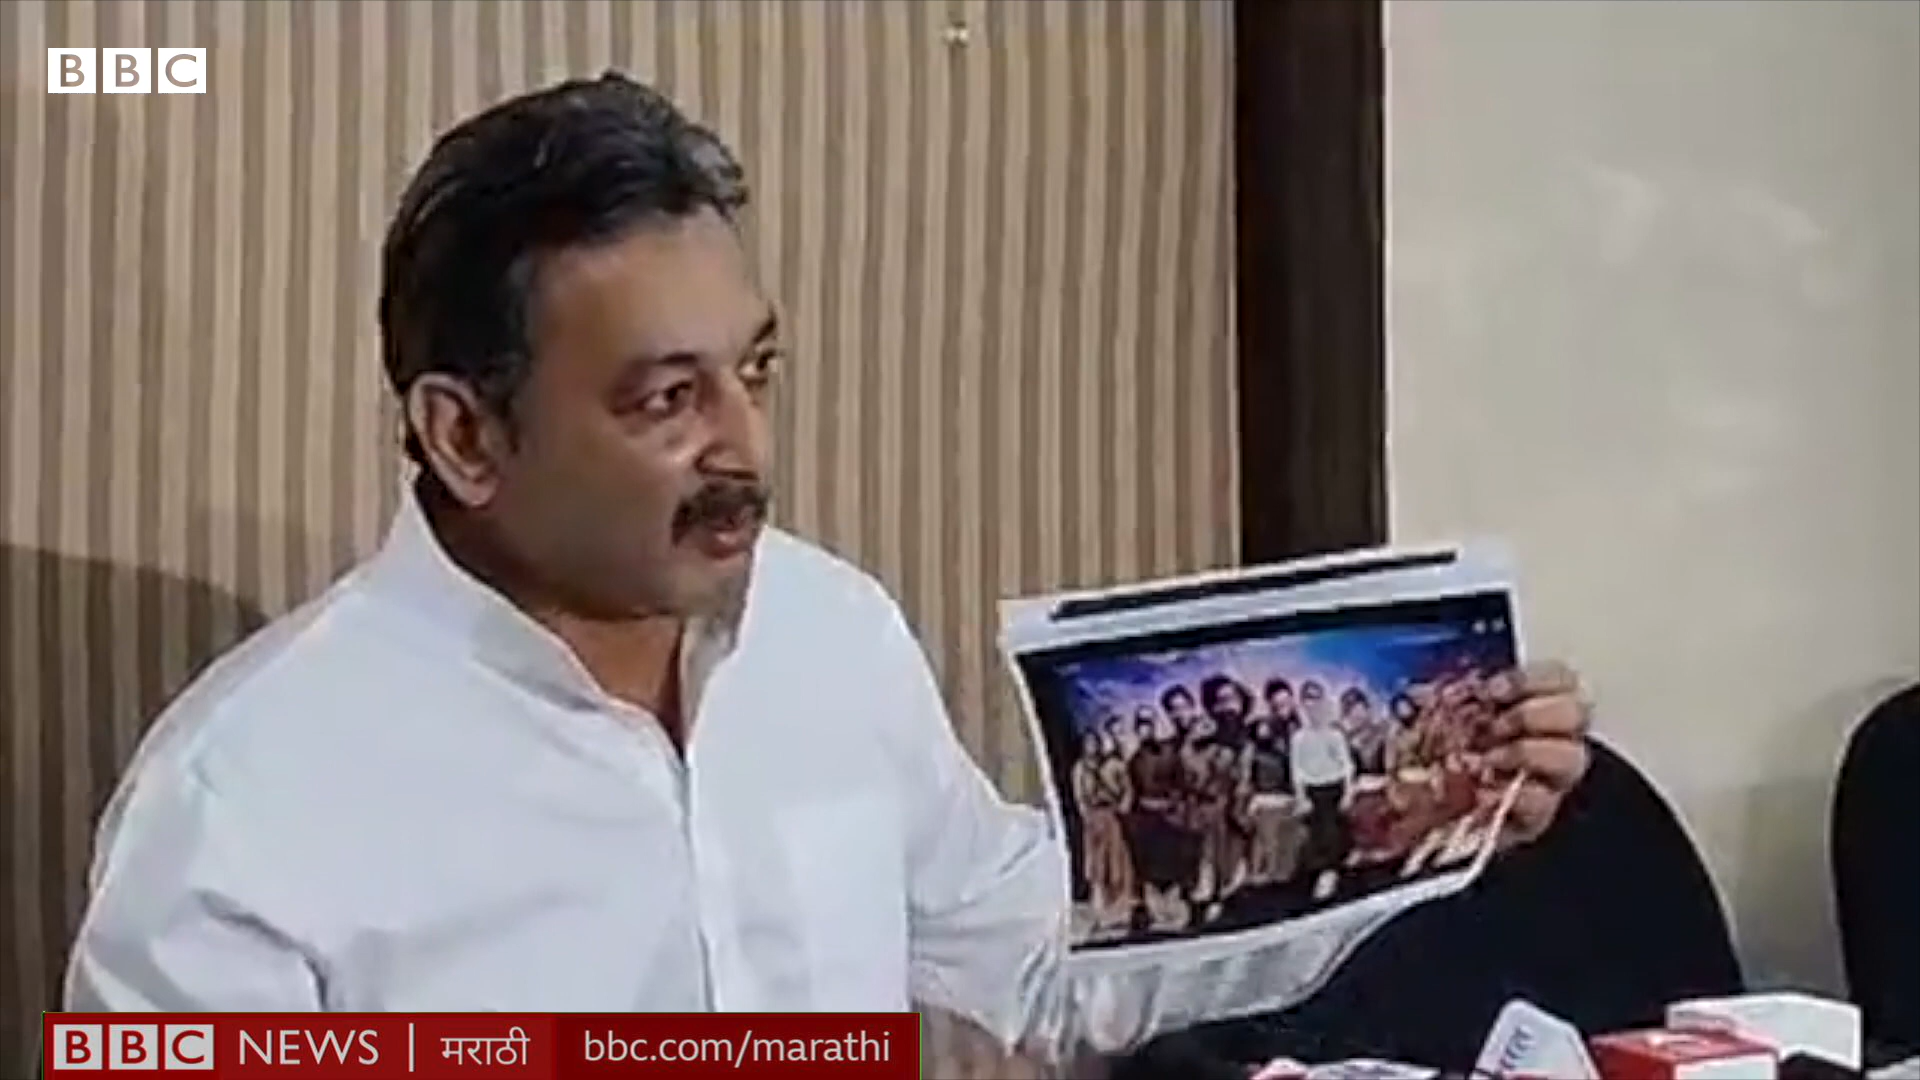 BBC
BBC NEWS | मराठी bbc.com/marathi